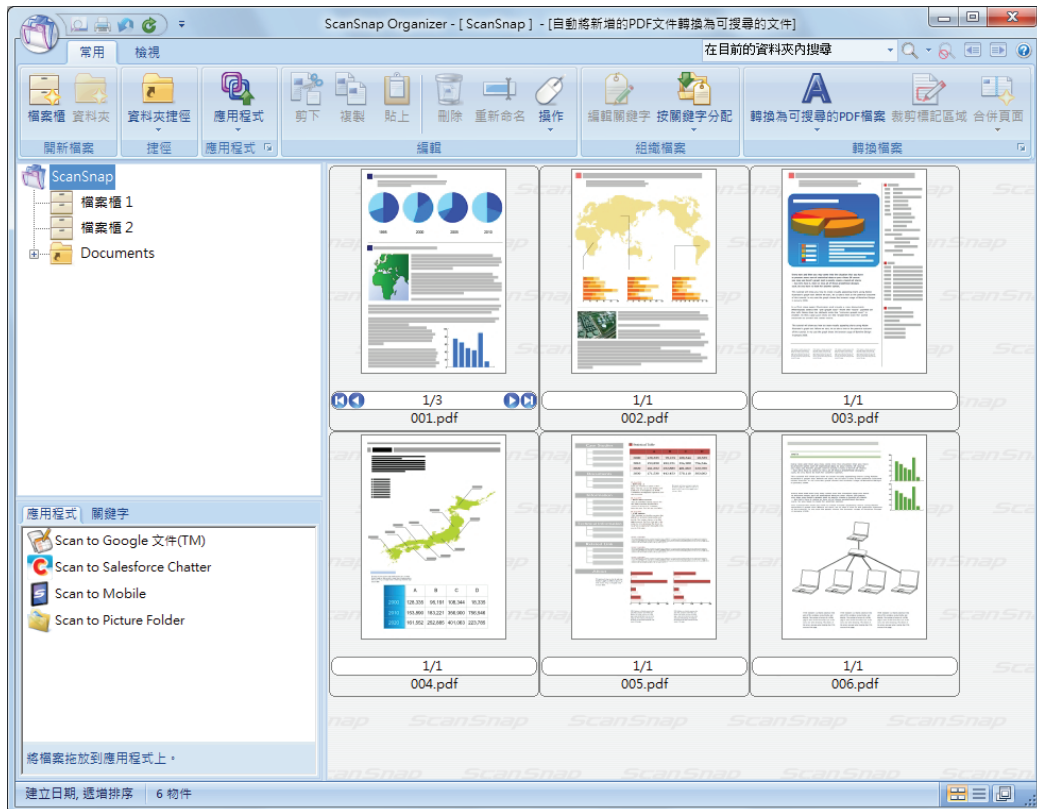 ScanSnap Organizer - [ ScanSnap ] - [自動將新增的PDF文件轉換為可搜尋的文件]
常用 檢視
在目前的資料夾內搜尋
檔案櫃 資料夾 資料夾捷徑 應用程式 剪下 複製 貼上 刪除 重新命名 操作 編輯關鍵字 按關鍵字分配 轉換為可搜尋的PDF檔案 裁剪標記區域 合併頁面
開新檔案 捷徑 應用程式 編輯 組織檔案 轉換檔案
ScanSnap
檔案櫃 1
檔案櫃 2
Documents
1/3
001.pdf
1/1
002.pdf
1/1
003.pdf
1/1
004.pdf
1/1
005.pdf
1/1
006.pdf
應用程式 關鍵字
Scan to Google 文件(TM)
Scan to Salesforce Chatter
Scan to Mobile
Scan to Picture Folder
將檔案拖放到應用程式上。
建立日期, 遞增排序 6 物件